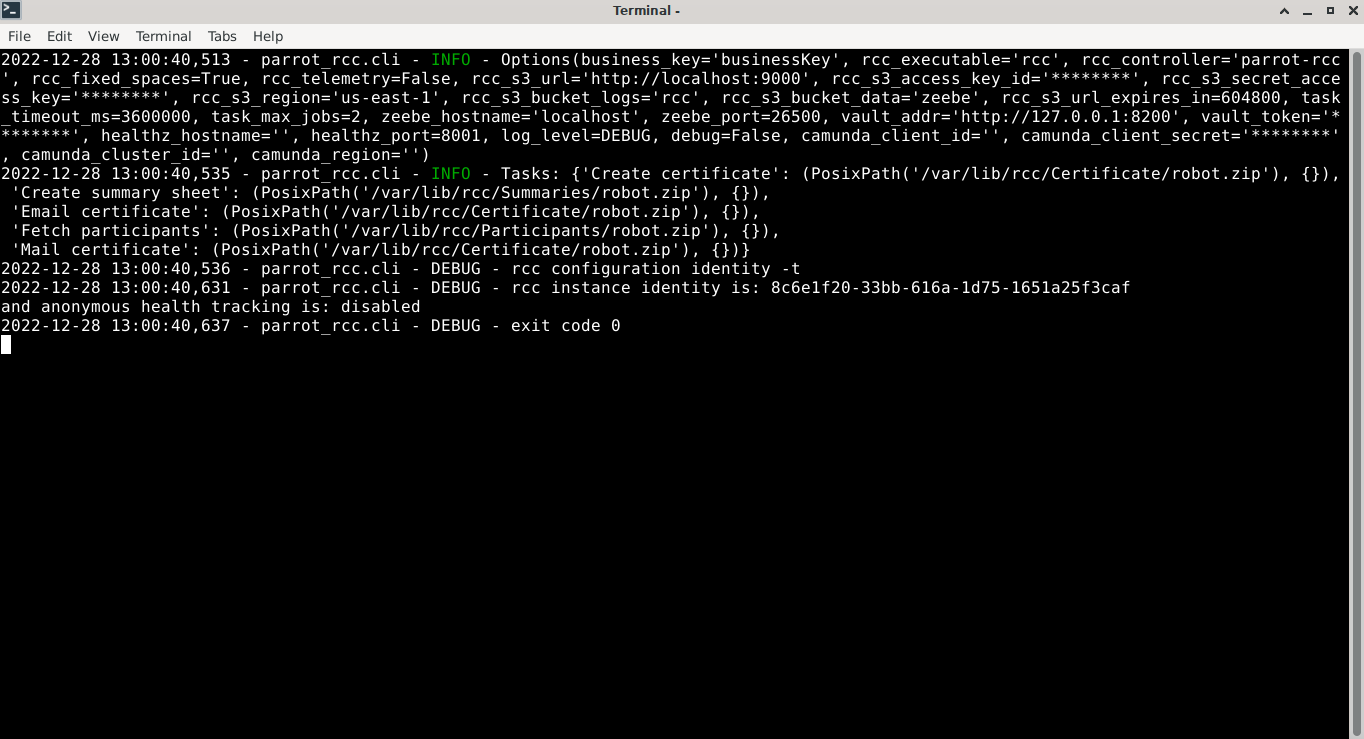 Terminal -
File Edit View Terminal Tabs Help
2022-12-28 13:00:40,513 - parrot_rcc.cli - INFO - Options(business_key='businessKey', rcc_executable='rcc', rcc_controller='parrot-rcc
', rcc_fixed_spaces=True, rcc_telemetry=False, rcc_s3_url='http://localhost:9000', rcc_s3_access_key_id='********', rcc_s3_secret_acce
ss_key='********', rcc_s3_region='us-east-1', rcc_s3_bucket_logs='rcc', rcc_s3_bucket_data='zeebe', rcc_s3_url_expires_in=604800, task
_timeout_ms=3600000, task_max_jobs=2, zeebe_hostname='localhost', zeebe_port=26500, vault_addr='http://127.0.0.1:8200', vault_token='*
*******', healthz_hostname='', healthz_port=8001, log_level=DEBUG, debug=False, camunda_client_id='', camunda_client_secret='********'
, camunda_cluster_id='', camunda_region='')
2022-12-28 13:00:40,535 - parrot_rcc.cli - INFO - Tasks: {'Create certificate': (PosixPath('/var/lib/rcc/Certificate/robot.zip'), {}),
 'Create summary sheet': (PosixPath('/var/lib/rcc/Summaries/robot.zip'), {}),
 'Email certificate': (PosixPath('/var/lib/rcc/Certificate/robot.zip'), {}),
 'Fetch participants': (PosixPath('/var/lib/rcc/Participants/robot.zip'), {}),
 'Mail certificate': (PosixPath('/var/lib/rcc/Certificate/robot.zip'), {})}
2022-12-28 13:00:40,536 - parrot_rcc.cli - DEBUG - rcc configuration identity -t
2022-12-28 13:00:40,631 - parrot_rcc.cli - DEBUG - rcc instance identity is: 8c6e1f20-33bb-616a-1d75-1651a25f3caf
and anonymous health tracking is: disabled
2022-12-28 13:00:40,637 - parrot_rcc.cli - DEBUG - exit code 0